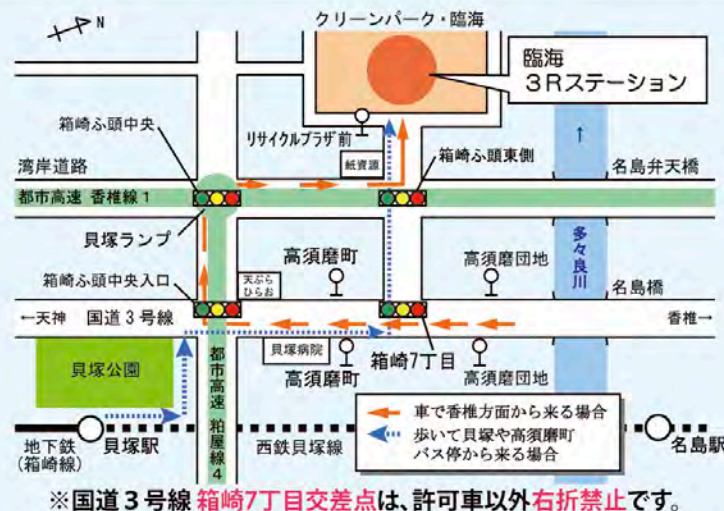 クリーンパーク・臨海
N
臨海
3Rステーション
箱崎ふ頭中央
リサイクルプラザ前
紙資源
箱崎ふ頭東側
湾岸道路
名島弁天橋
都市高速 香椎線1
貝塚ランプ
多々良川
高須磨町
高須磨団地
箱崎ふ頭中央入口
天ぷら
ひらお
名島橋
←天神 国道3号線
香椎→
貝塚病院
箱崎7丁目
高須磨町
高須磨団地
貝塚公園
都市高速 粕屋線4
車で香椎方面から来る場合
歩いて貝塚や高須磨町
バス停から来る場合
地下鉄
(箱崎線)
貝塚駅
西鉄貝塚線
名島駅
※国道3号線 箱崎7丁目交差点は、許可車以外右折禁止です。